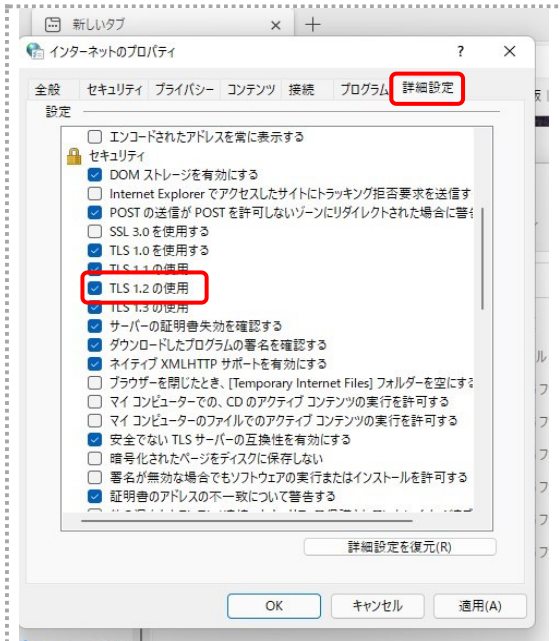 新しいタブ
インターネットのプロパティ
全般 セキュリティ プライバシー コンテンツ 接続 プログラム 詳細設定
設定
エンコードされたアドレスを常に表示する
セキュリティ
DOM ストレージを有効にする
Internet Explorer でアクセスしたサイトにトラッキング拒否要求を送信す
POST の送信が POST を許可しないゾーンにリダイレクトされた場合に警
SSL 3.0 を使用する
TLS 1.0 を使用する
TLS 1.1 の使用
TLS 1.2 の使用
TLS 1.3 の使用
サーバーの証明書失効を確認する
ダウンロードしたプログラムの署名を確認する
ネイティブ XMLHTTP サポートを有効にする
ブラウザーを閉じたとき、[Temporary Internet Files] フォルダーを空にす
マイ コンピューターでの、CD のアクティブ コンテンツの実行を許可する
マイ コンピューターのファイルでのアクティブ コンテンツの実行を許可する
安全でない TLS サーバーの互換性を有効にする
暗号化されたページをディスクに保存しない
署名が無効な場合でもソフトウェアの実行またはインストールを許可する
証明書のアドレスの不一致について警告する
詳細設定を復元(R)
OK キャンセル 適用(A)